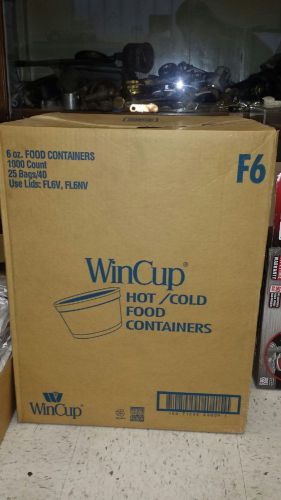 6 oz. FOOD CONTAINERS
1000 Count
25 Bags/40
Use Lids: FL6V, FL6NV
F6
WinCup®
HOT/COLD
FOOD
CONTAINERS
WinCup®
WARRANTY